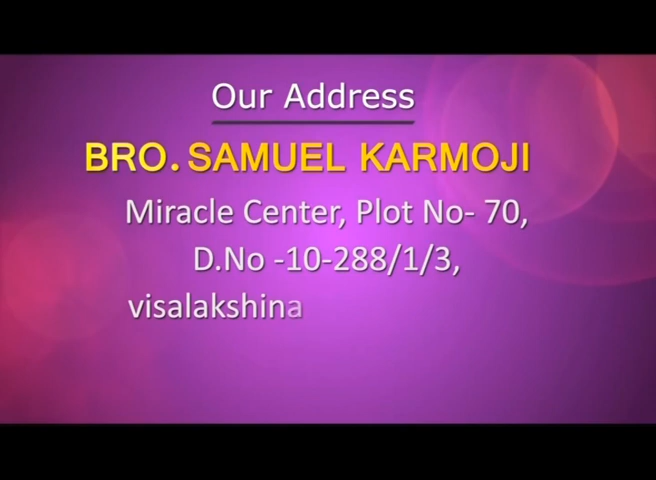 Our Address
BRO. SAMUEL KARMOJI
Miracle Center, Plot No- 70,
D.No -10-288/1/3,
visalakshina